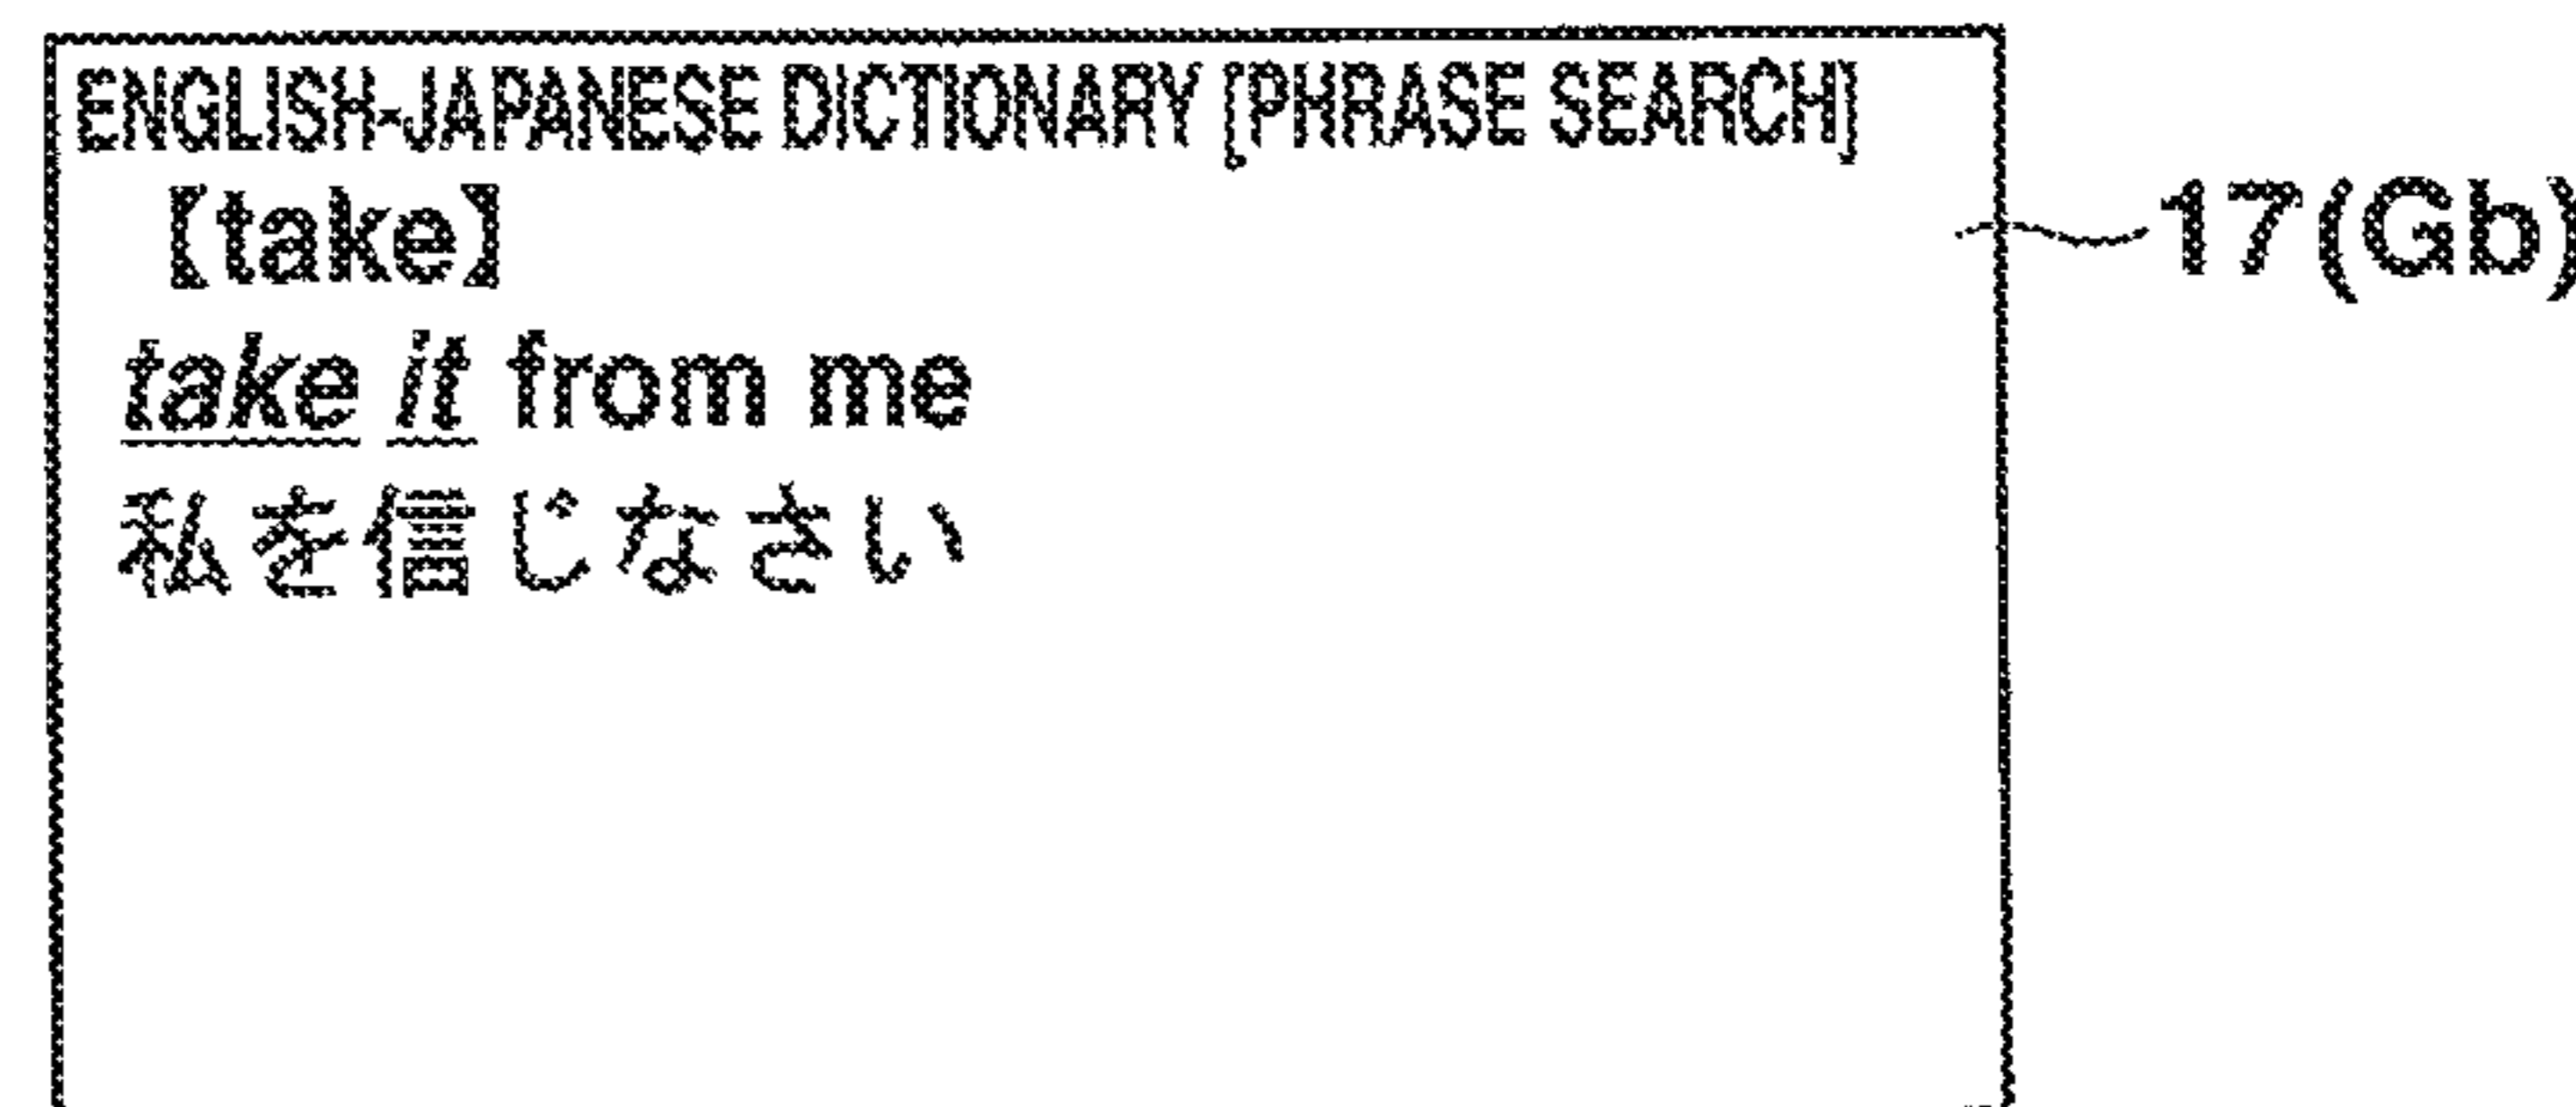 ENGLISH-JAPANESE DICTIONARY [PHRASE SEARCH]
【take】
17(Gb)
take it from me
私を信じなさい